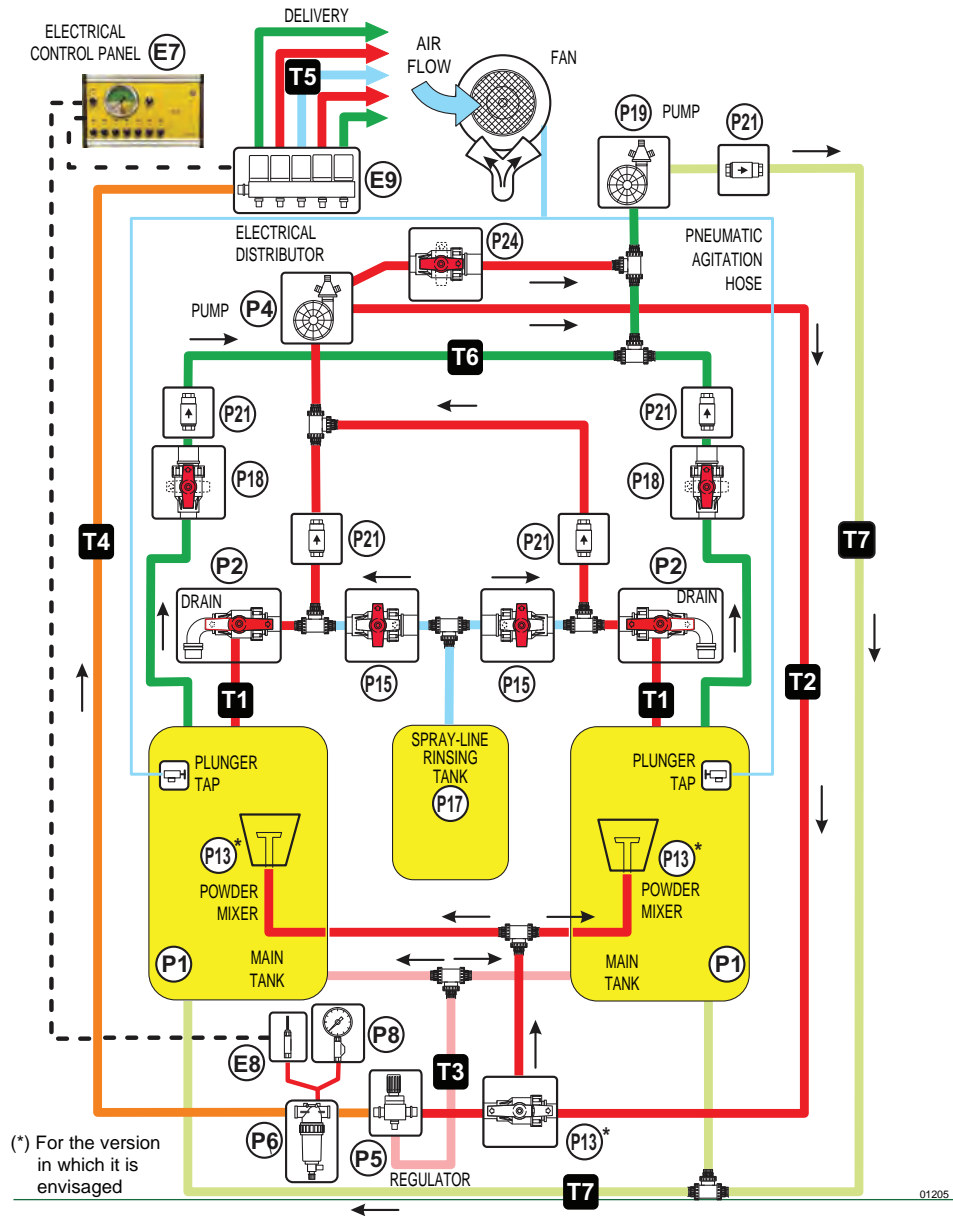 ELECTRICAL
CONTROL PANEL
E7
DELIVERY
T5
AIR
FLOW
FAN
P19
PUMP
P21
E9
ELECTRICAL
DISTRIBUTOR
P24
PNEUMATIC
AGITATION
HOSE
PUMP
P4
T6
P21
P21
P18
P18
T4
P21
P21
T7
P2
P2
DRAIN
DRAIN
P15
P15
T1
T1
T2
PLUNGER
TAP
SPRAY-LINE
RINSING
TANK
P17
PLUNGER
TAP
P13*
P13*
POWDER
MIXER
POWDER
MIXER
P1
MAIN
TANK
MAIN
TANK
P1
E8
P8
T3
P6
P5
P13*
REGULATOR
(*) For the version
in which it is
envisaged
T7
01205